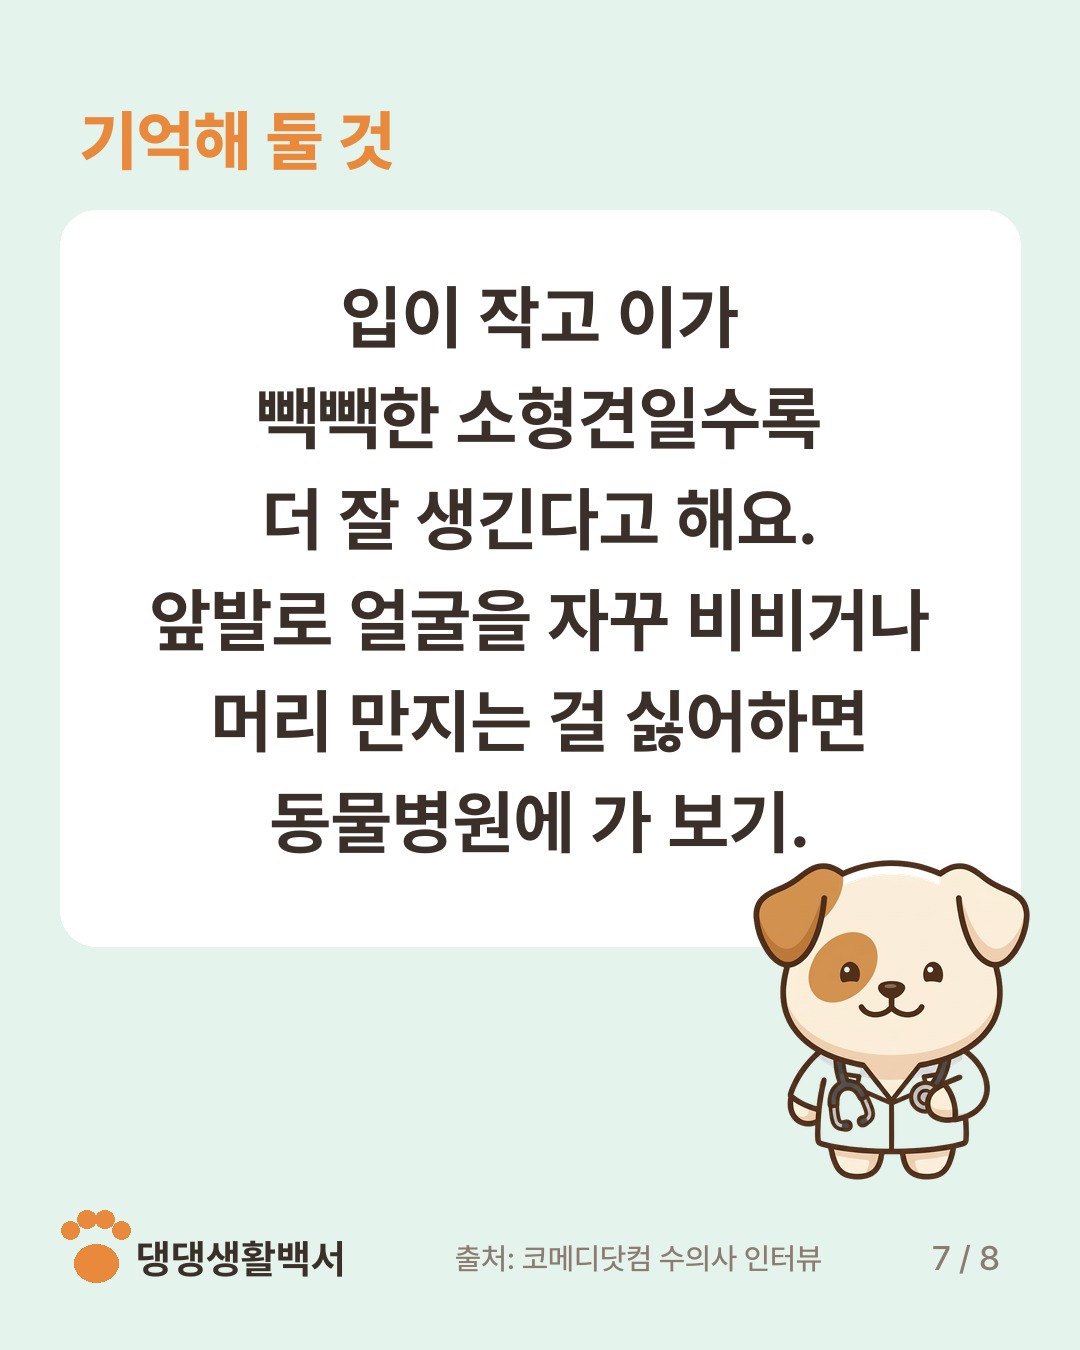 기억해 둘 것
입이 작고 이가
빽빽한 소형견일수록
더 잘 생긴다고 해요.
앞발로 얼굴을 자꾸 비비거나
머리 만지는 걸 싫어하면
동물병원에 가 보기.
댕댕생활백서
출처: 코메디닷컴 수의사 인터뷰
7 / 8